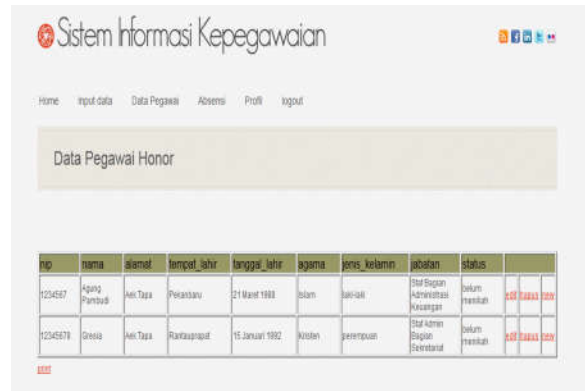 Sistem Informasi Kepegawaian
Home Input data Data Pegawai Absensi Profil logout
Data Pegawai Honor
nip nama alamat tempat_lahir tanggal_lahir agama jenis_kelamin jabatan status
1234567 Agung Pambudi Aek Tapa Pekanbaru 21 Maret 1988 Islam laki-laki Staf Bagian Administrasi Keuangan belum menikah edit hapus new
12345678 Gresia Aek Tapa Rantauprapat 15 Januari 1992 Kristen perempuan Staf Admin Bagian Sekretariat belum menikah edit hapus new
print